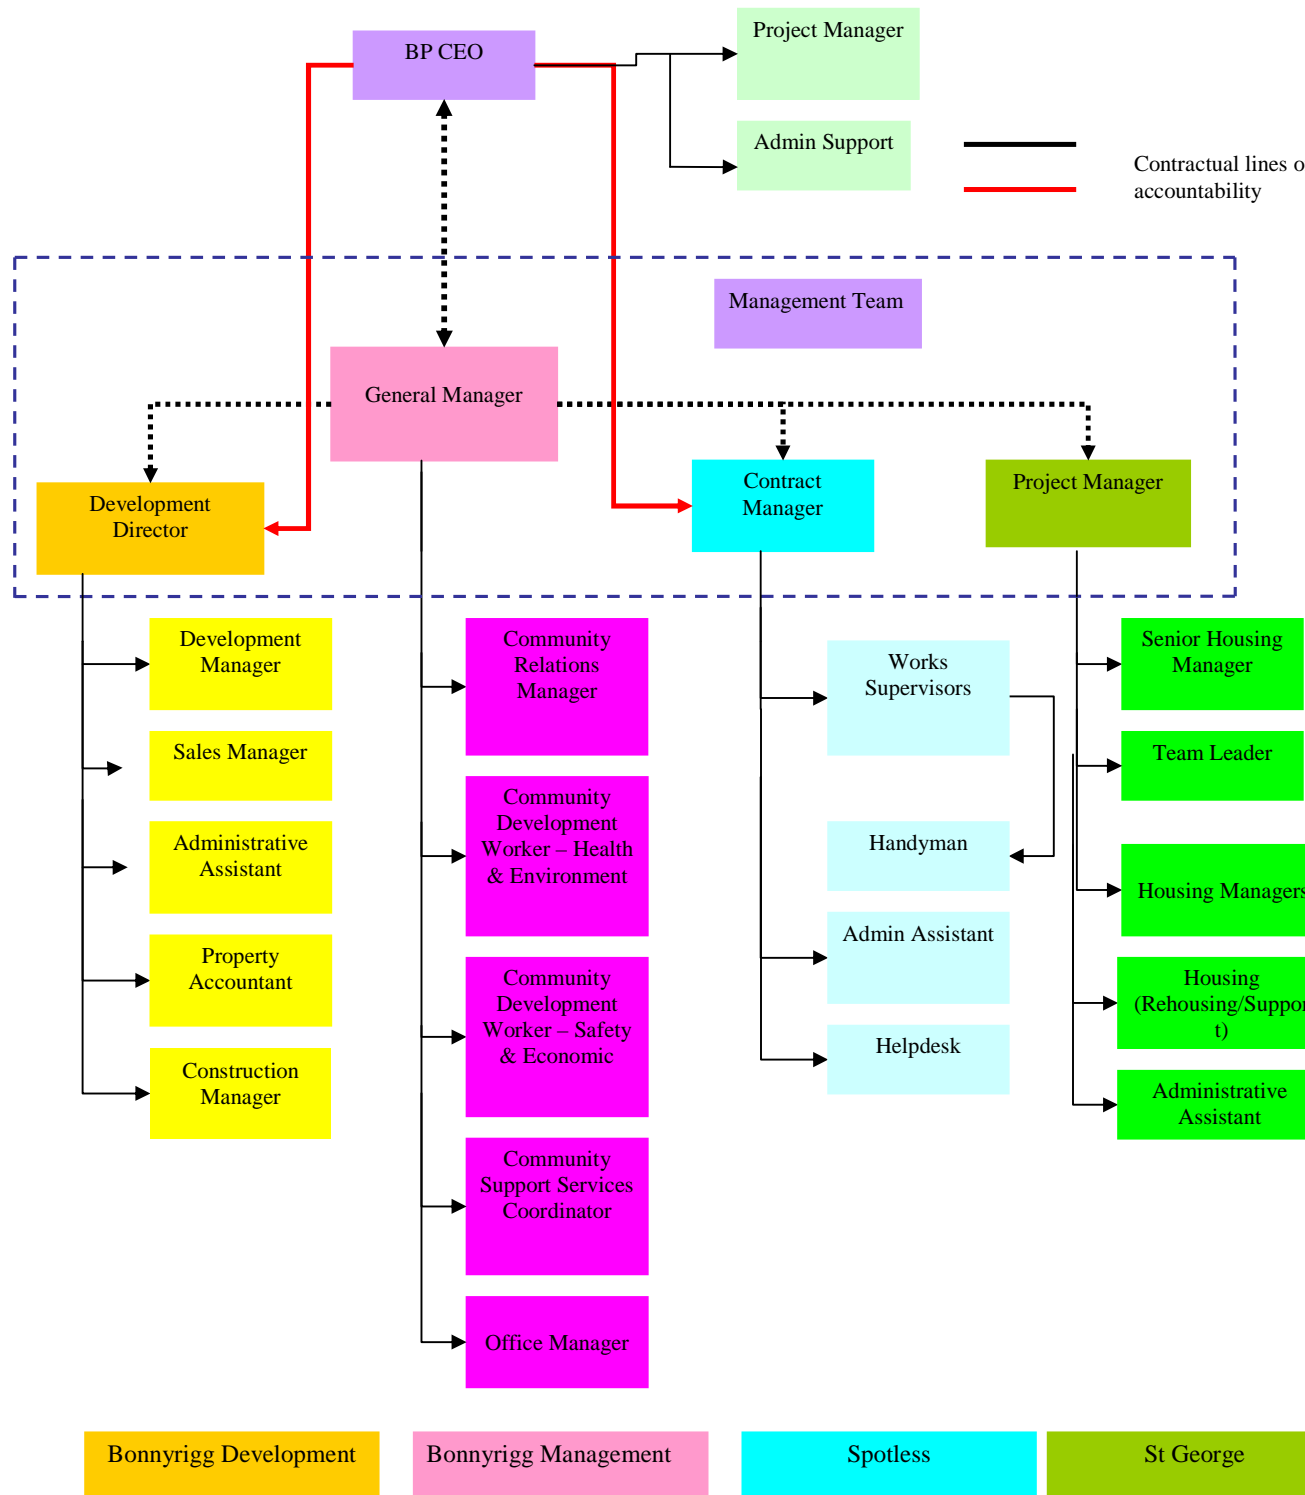 BP CEO
Project Manager
Admin Support
Contractual lines o
accountability
Management Team
General Manager
Development
Director
Contract
Manager
Project Manager
Development
Manager
Sales Manager
Administrative
Assistant
Property
Accountant
Construction
Manager
Community
Relations
Manager
Community
Development
Worker – Health
& Environment
Community
Development
Worker – Safety
& Economic
Community
Support Services
Coordinator
Office Manager
Works
Supervisors
Handyman
Admin Assistant
Helpdesk
Senior Housing
Manager
Team Leader
Housing Managers
Housing
(Rehousing/Suppor
t)
Administrative
Assistant
Bonnyrigg Development
Bonnyrigg Management
Spotless
St George